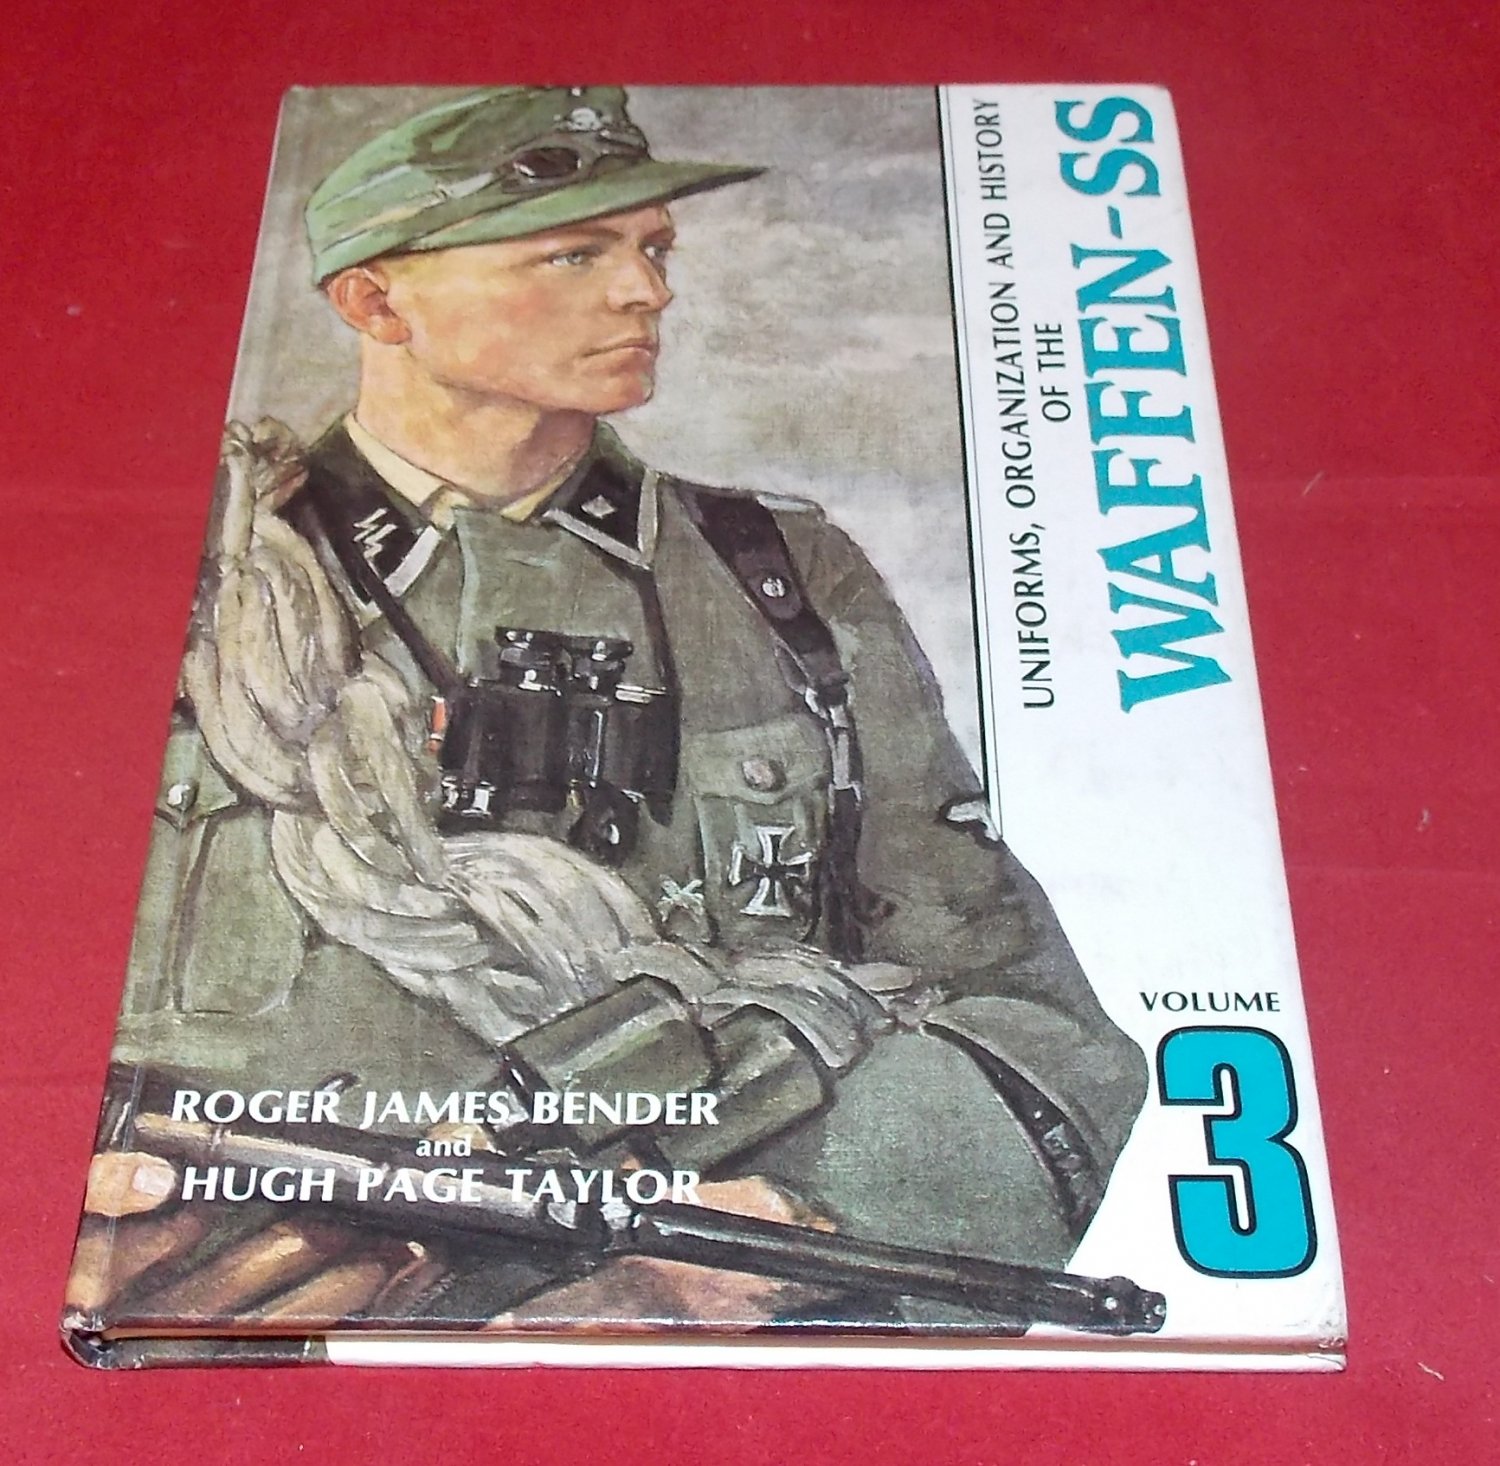 UNIFORMS, ORGANIZATION AND HISTORY
OF THE
WAFFEN-SS
VOLUME
3
ROGER JAMES BENDER
and
HUGH PAGE TAYLOR